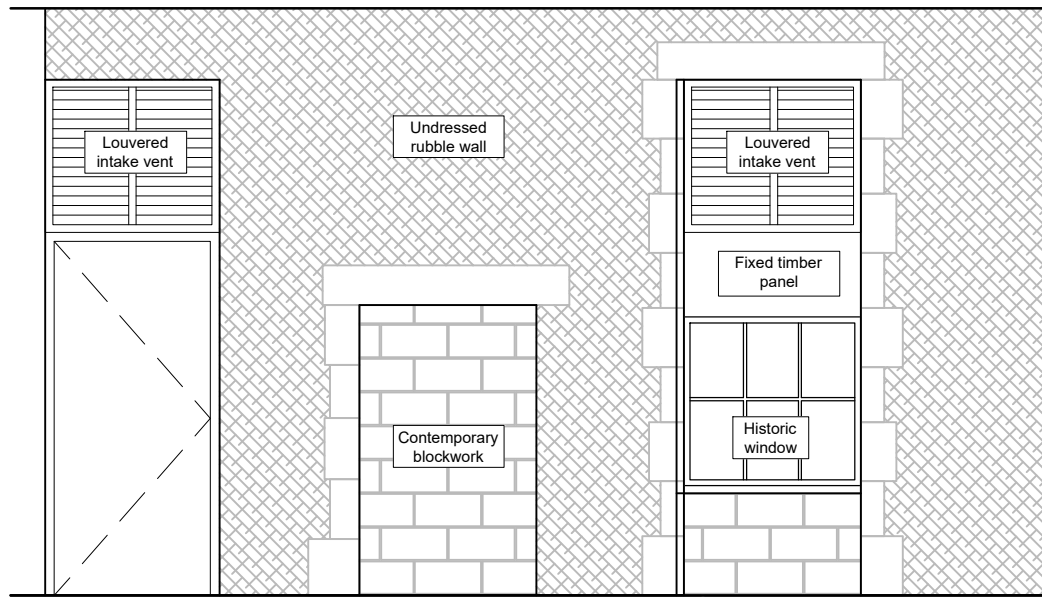 Louvered
intake vent
Undressed
rubble wall
Louvered
intake vent
Fixed timber
panel
Contemporary
blockwork
Historic
window